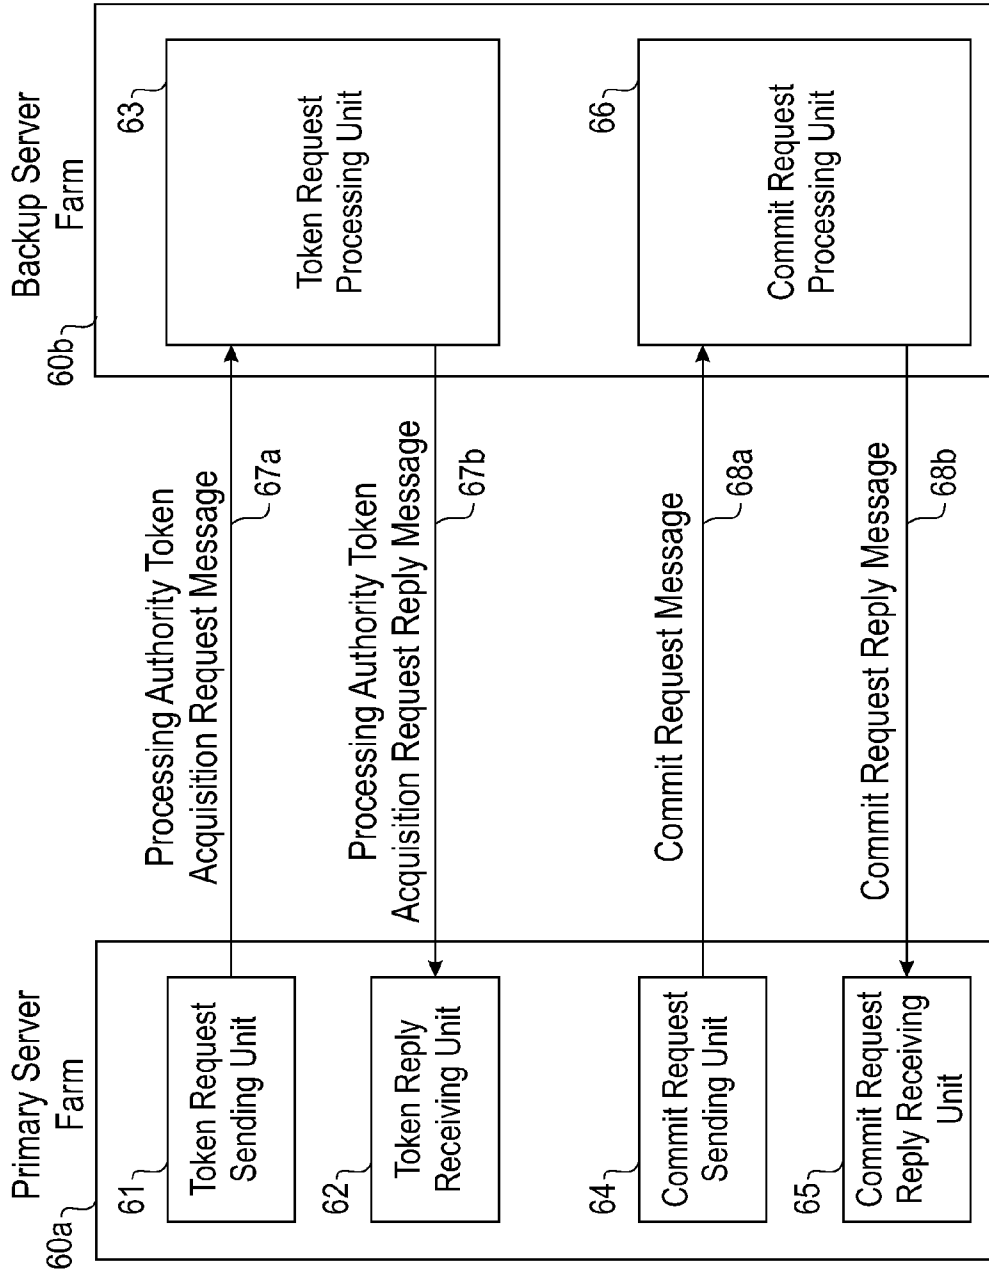 Primary Server
Farm
60a
61
Token Request
Sending Unit
62
Token Reply
Receiving Unit
64
Commit Request
Sending Unit
65
Commit Request
Reply Receiving
Unit
Processing Authority Token
Acquisition Request Message
67a
Processing Authority Token
Acquisition Request Reply Message
67b
Commit Request Message
68a
Commit Request Reply Message
68b
Backup Server
Farm
60b
63
Token Request
Processing Unit
66
Commit Request
Processing Unit